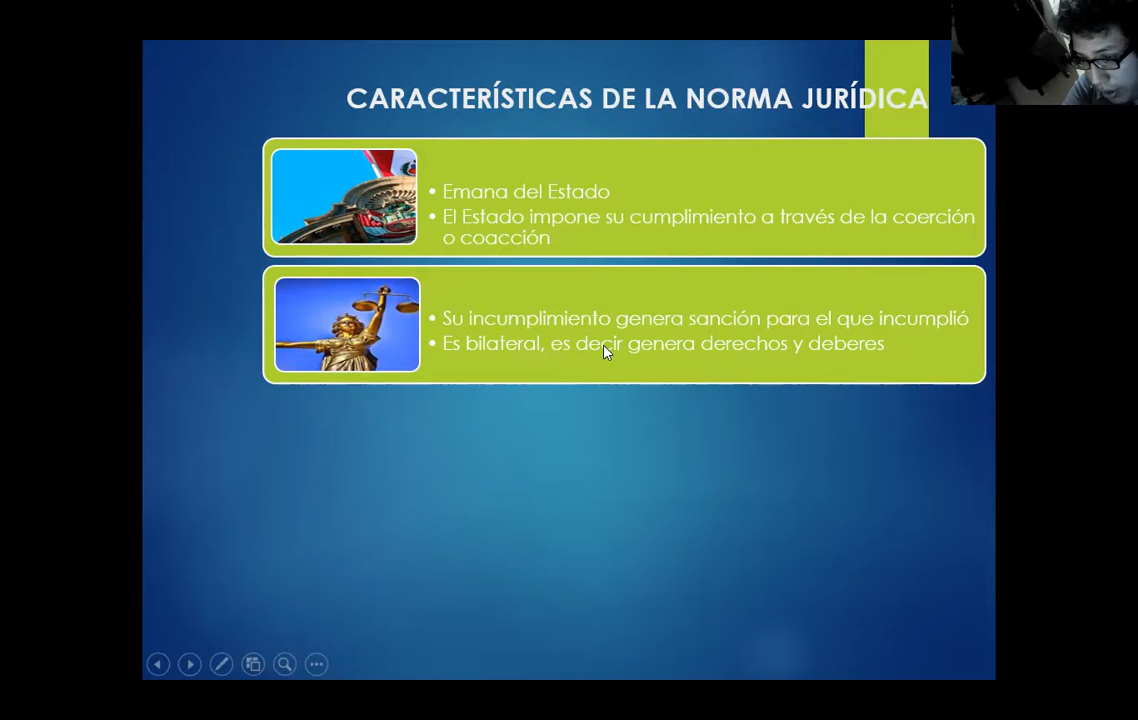 CARACTERÍSTICAS DE LA NORMA JURÍDICA
• Emana del Estado
• El Estado impone su cumplimiento a través de la coerción
o coacción
• Su incumplimiento genera sanción para el que incumplió
• Es bilateral, es decir genera derechos y deberes